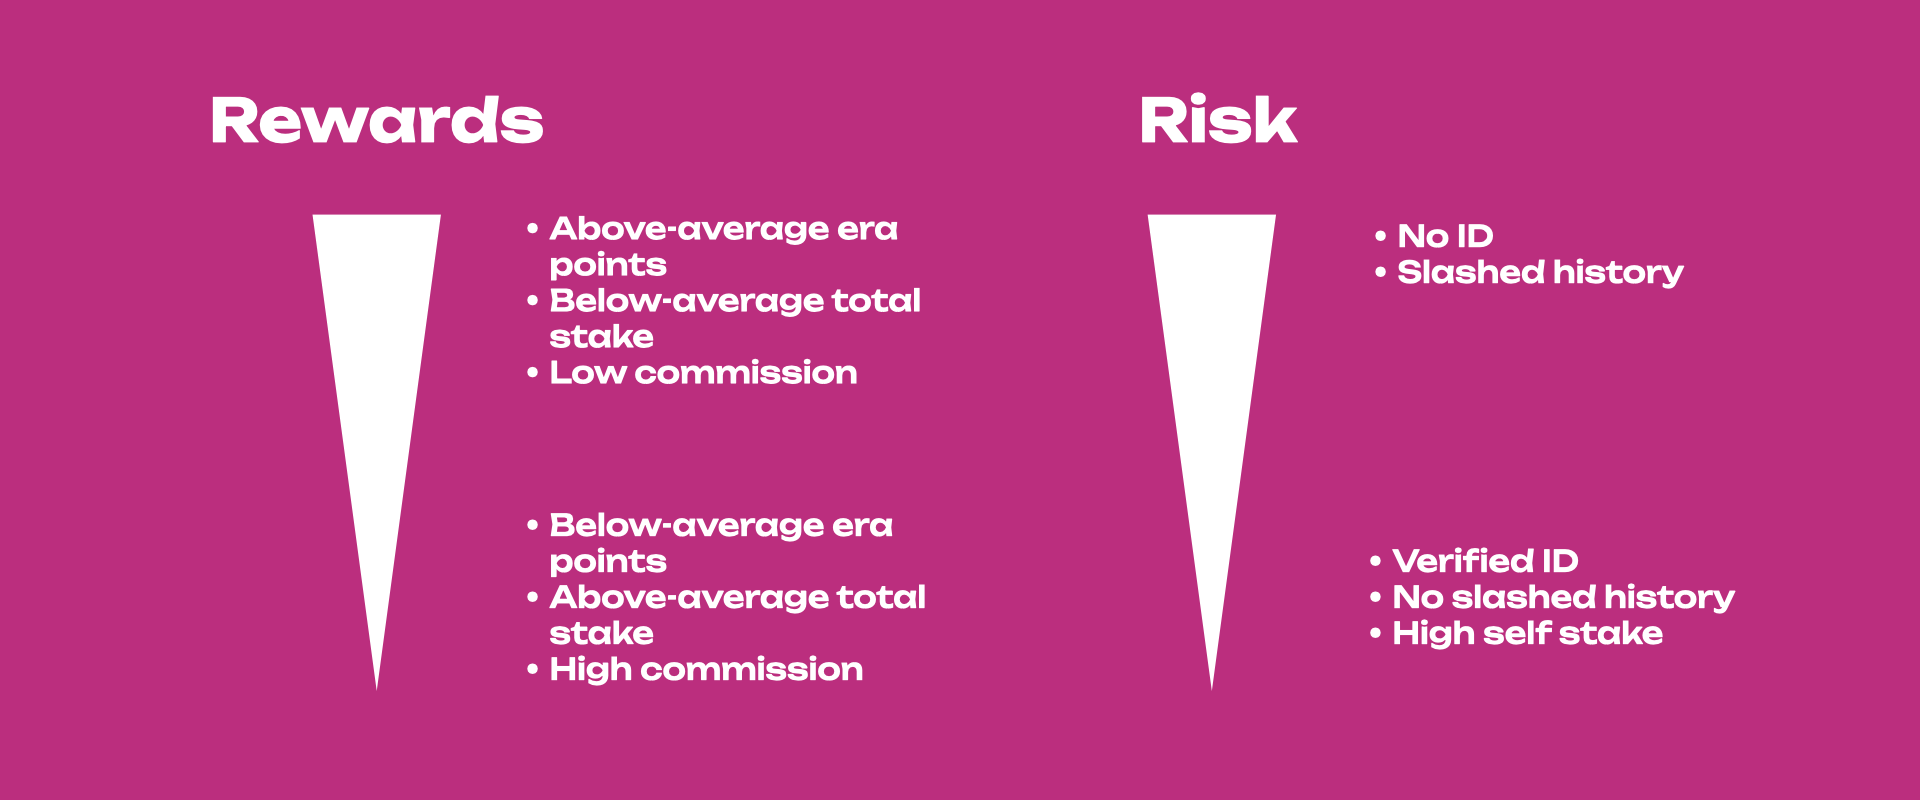 Rewards
• Above-average era
points
• Below-average total
stake
• Low commission
• Below-average era
points
• Above-average total
stake
• High commission
Risk
• No ID
• Slashed history
• Verified ID
• No slashed history
• High self stake